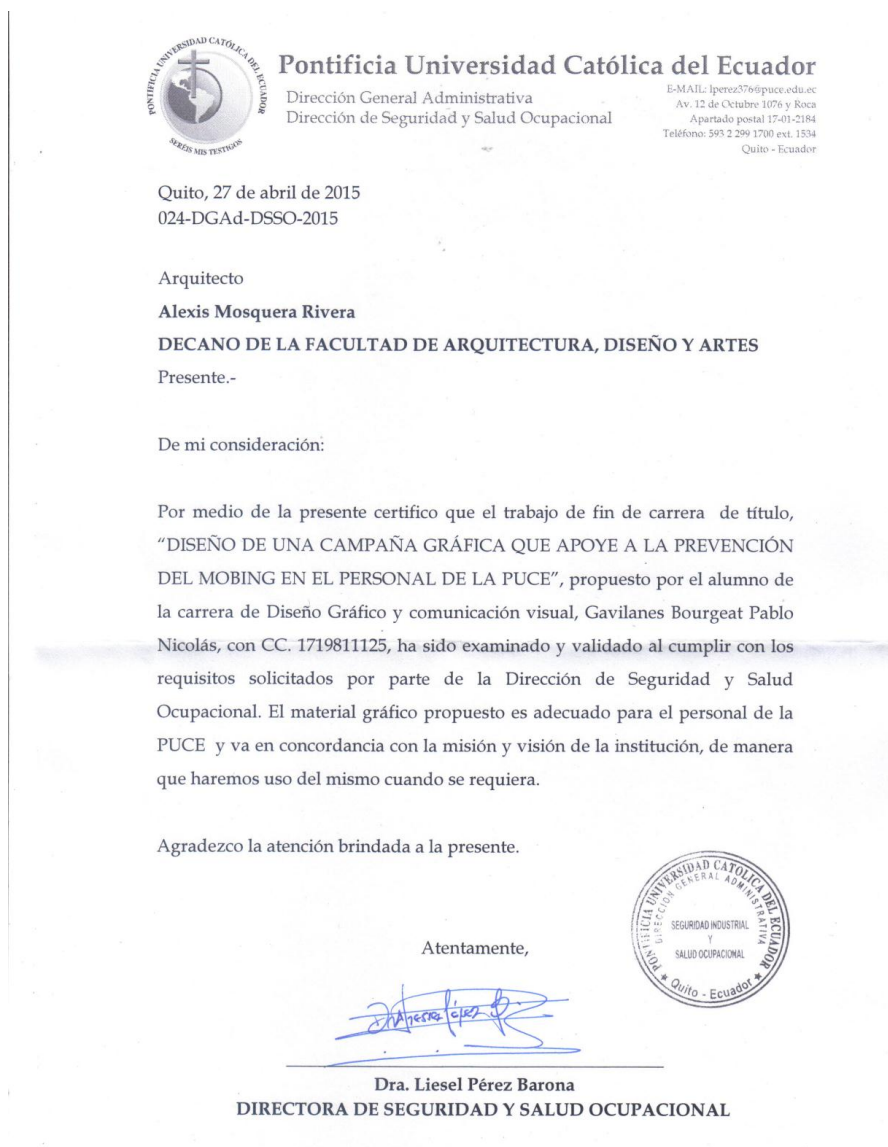 PONTIFICIA UNIVERSIDAD CATÓLICA DEL ECUADOR
SERÉIS MIS TESTIGOS
Pontificia Universidad Católica del Ecuador
Dirección General Administrativa
Dirección de Seguridad y Salud Ocupacional
E-MAIL: lperez376@puce.edu.ec
Av. 12 de Octubre 1076 y Roca
Apartado postal 17-01-2184
Teléfono: 593 2 299 1700 ext. 1534
Quito - Ecuador
Quito, 27 de abril de 2015
024-DGAd-DSSO-2015
Arquitecto
Alexis Mosquera Rivera
DECANO DE LA FACULTAD DE ARQUITECTURA, DISEÑO Y ARTES
Presente.-
De mi consideración:
Por medio de la presente certifico que el trabajo de fin de carrera de título,
“DISEÑO DE UNA CAMPAÑA GRÁFICA QUE APOYE A LA PREVENCIÓN
DEL MOBING EN EL PERSONAL DE LA PUCE”, propuesto por el alumno de
la carrera de Diseño Gráfico y comunicación visual, Gavilanes Bourgeat Pablo
Nicolás, con CC. 1719811125, ha sido examinado y validado al cumplir con los
requisitos solicitados por parte de la Dirección de Seguridad y Salud
Ocupacional. El material gráfico propuesto es adecuado para el personal de la
PUCE y va en concordancia con la misión y visión de la institución, de manera
que haremos uso del mismo cuando se requiera.
Agradezco la atención brindada a la presente.
PONTIFICIA UNIVERSIDAD CATOLICA DEL ECUADOR
DIRECCION GENERAL ADMINISTRATIVA
SEGURIDAD INDUSTRIAL
Y
SALUD OCUPACIONAL
Quito - Ecuador
Atentamente,
Dra. Liesel Pérez Barona
DIRECTORA DE SEGURIDAD Y SALUD OCUPACIONAL